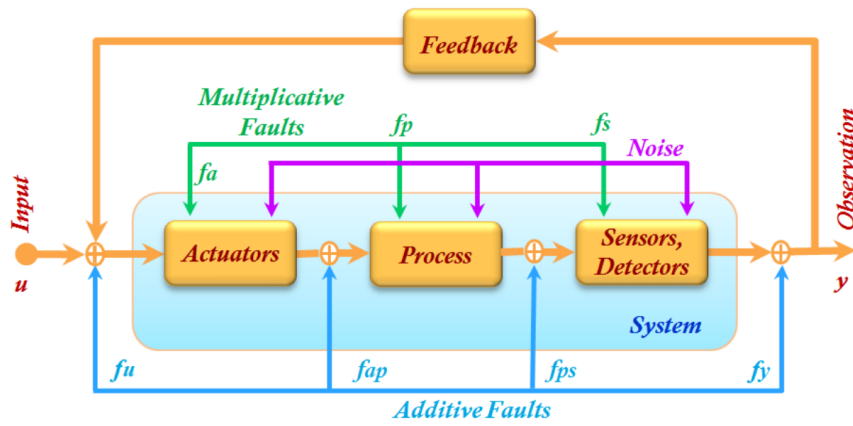 Feedback
Multiplicative
Faults
fp
fs
Noise
fa
Input
Observation
Actuators
Process
Sensors,
Detectors
u
y
System
fu
fap
fps
fy
Additive Faults